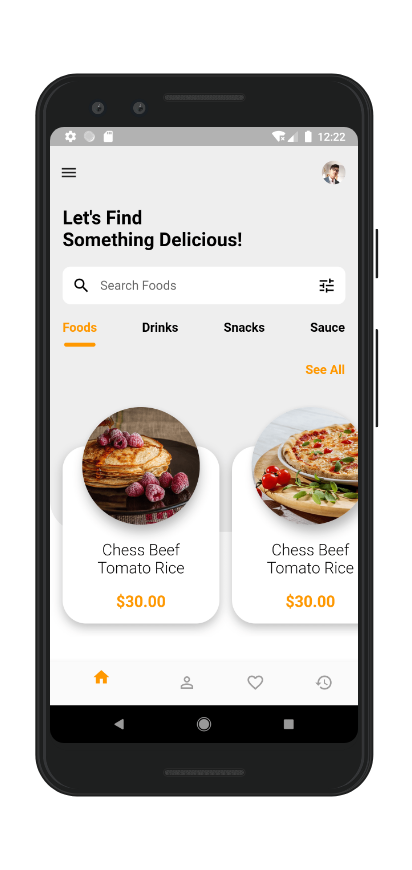 12:22
Let's Find
Something Delicious!
Search Foods
Foods Drinks Snacks Sauce
See All
Chess Beef Chess Beef
Tomato Rice Tomato Rice
$30.00 $30.00